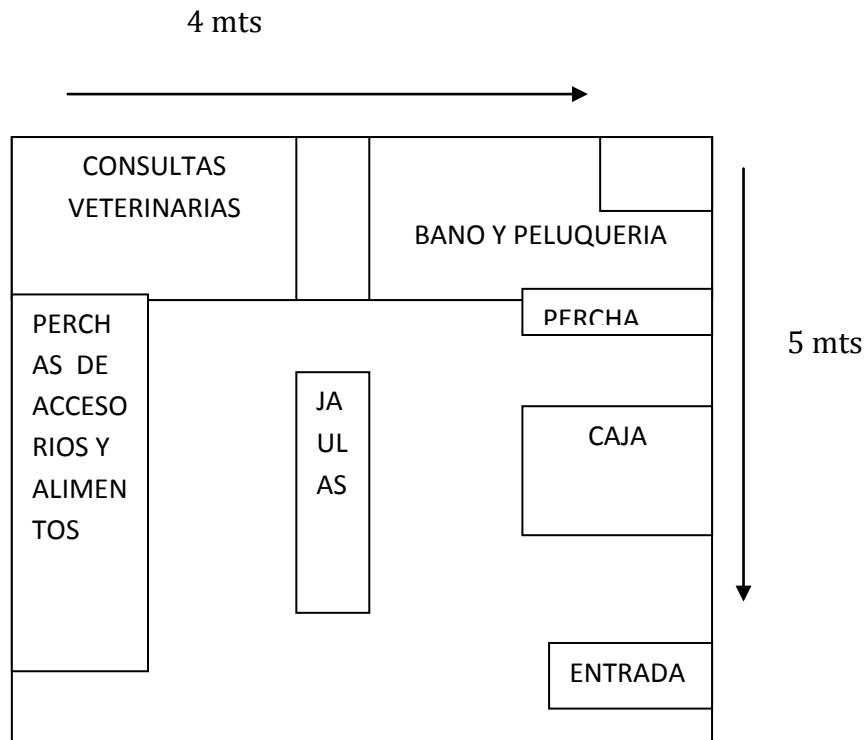 4 mts
CONSULTAS
VETERINARIAS
BANO Y PELUQUERIA
PERCHA
PERCH
AS DE
ACCESO
RIOS Y
ALIMEN
TOS
5 mts
JA
UL
AS
CAJA
ENTRADA